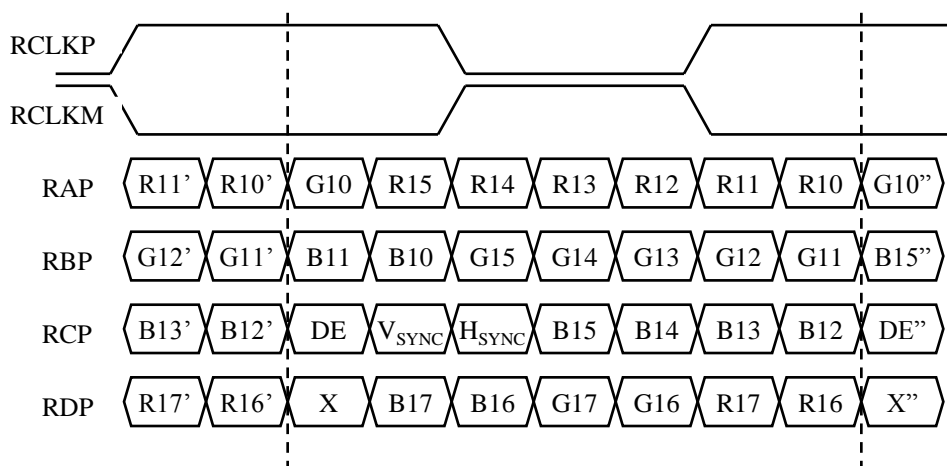 RCLKP
RCLKM
RAP R11’ R10’ G10 R15 R14 R13 R12 R11 R10 G10”
RBP G12’ G11’ B11 B10 G15 G14 G13 G12 G11 B15”
RCP B13’ B12’ DE VSYNC HSYNC B15 B14 B13 B12 DE”
RDP R17’ R16’ X B17 B16 G17 G16 R17 R16 X”